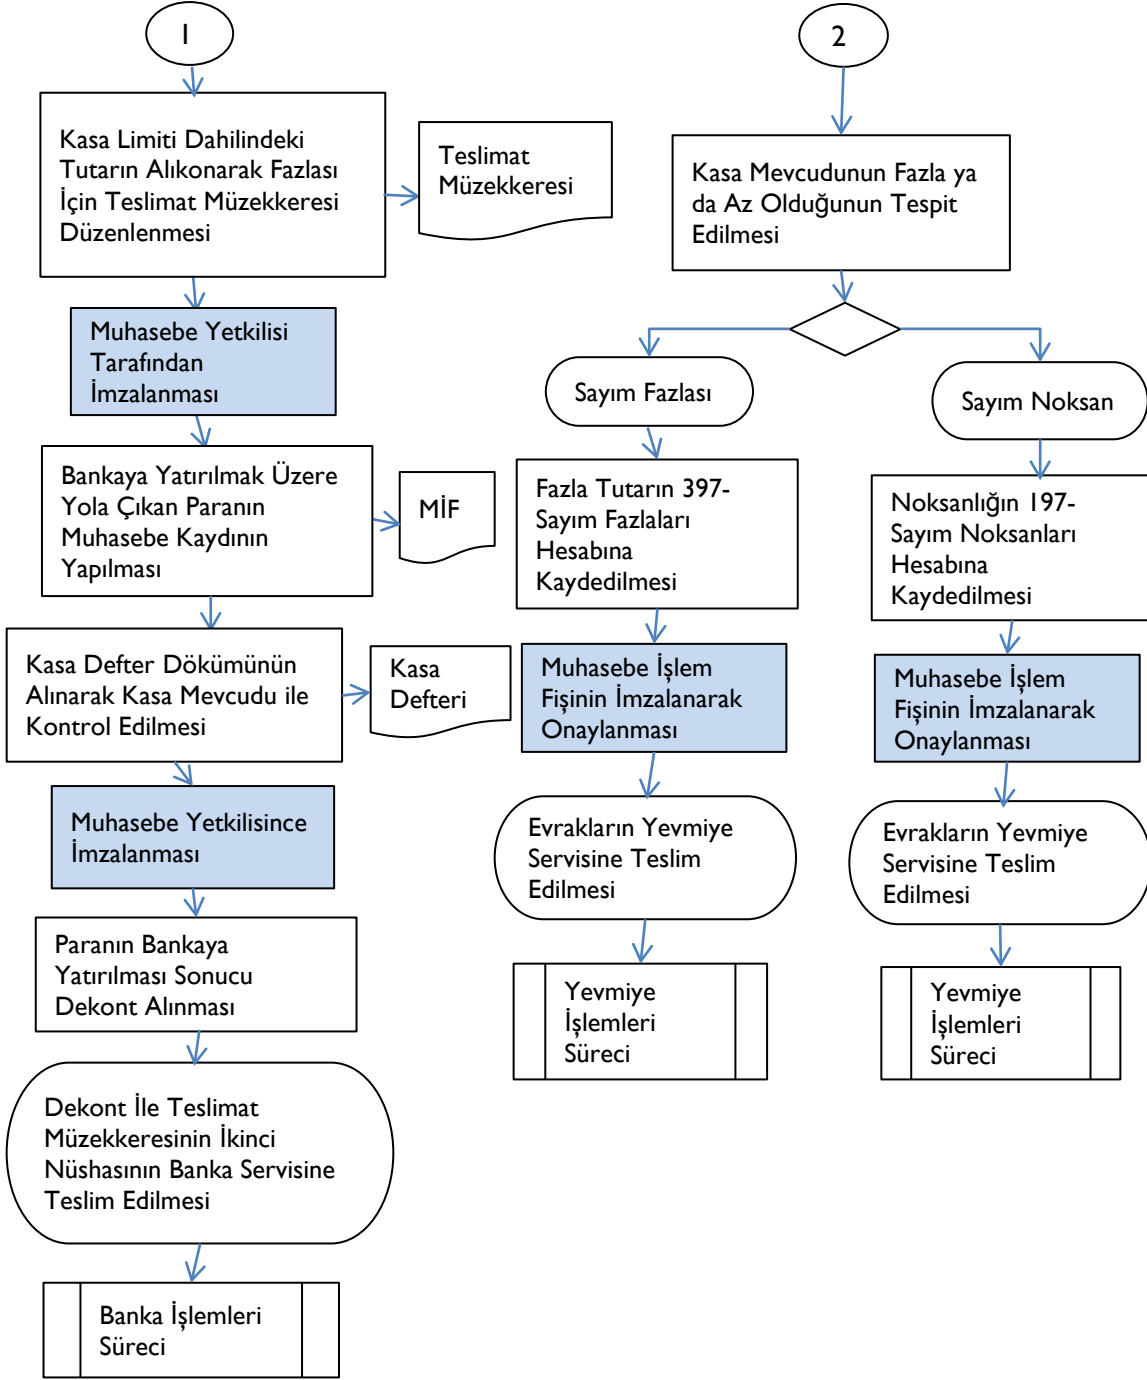 1
Kasa Limiti Dahilindeki
Tutarın Alıkonarak Fazlası
İçin Teslimat Müzekkeresi
Düzenlenmesi
Teslimat
Müzekkeresi
Muhasebe Yetkilisi
Tarafından
İmzalanması
Bankaya Yatırılmak Üzere
Yola Çıkan Paranın
Muhasebe Kaydının
Yapılması
MİF
Kasa Defter Dökümünün
Alınarak Kasa Mevcudu ile
Kontrol Edilmesi
Kasa
Defteri
Muhasebe Yetkilisince
İmzalanması
Paranın Bankaya
Yatırılması Sonucu
Dekont Alınması
Dekont İle Teslimat
Müzekkeresinin İkinci
Nüshasının Banka Servisine
Teslim Edilmesi
Banka İşlemleri
Süreci
2
Kasa Mevcudunun Fazla ya
da Az Olduğunun Tespit
Edilmesi
Sayım Fazlası
Fazla Tutarın 397-
Sayım Fazlaları
Hesabına
Kaydedilmesi
Muhasebe İşlem
Fişinin İmzalanarak
Onaylanması
Evrakların Yevmiye
Servisine Teslim
Edilmesi
Yevmiye
İşlemleri
Süreci
Sayım Noksan
Noksanlığın 197-
Sayım Noksanları
Hesabına
Kaydedilmesi
Muhasebe İşlem
Fişinin İmzalanarak
Onaylanması
Evrakların Yevmiye
Servisine Teslim
Edilmesi
Yevmiye
İşlemleri
Süreci